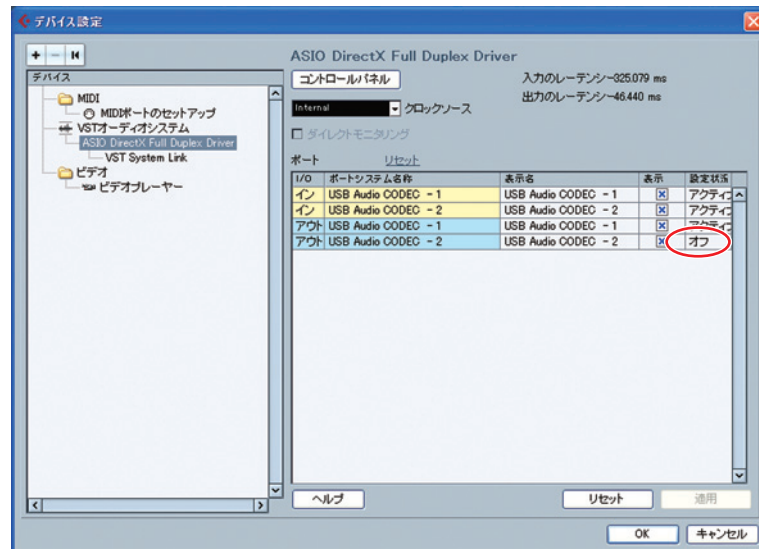 デバイス設定
デバイス
MIDI
MIDIポートのセットアップ
VSTオーディオシステム
ASIO DirectX Full Duplex Driver
VST System Link
ビデオ
ビデオプレーヤー
ASIO DirectX Full Duplex Driver
コントロールパネル
入力のレーテンシー325.079 ms
出力のレーテンシー46.440 ms
Internal クロックソース
ダイレクトモニタリング
ポート リセット
I/O ポートシステム名称 表示名 表示 設定状況
イン USB Audio CODEC - 1 USB Audio CODEC - 1 アクティブ
イン USB Audio CODEC - 2 USB Audio CODEC - 2 アクティブ
アウト USB Audio CODEC - 1 USB Audio CODEC - 1 アクティブ
アウト USB Audio CODEC - 2 USB Audio CODEC - 2 オフ
ヘルプ リセット 適用
OK キャンセル